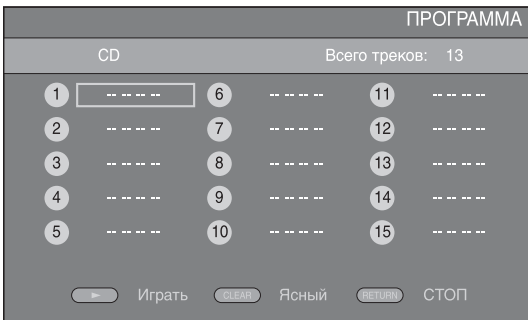 ПРОГРАММА
CD Всего треков: 13
1 -- -- -- -- 6 -- -- -- -- 11 -- -- -- --
2 -- -- -- -- 7 -- -- -- -- 12 -- -- -- --
3 -- -- -- -- 8 -- -- -- -- 13 -- -- -- --
4 -- -- -- -- 9 -- -- -- -- 14 -- -- -- --
5 -- -- -- -- 10 -- -- -- -- 15 -- -- -- --
Играть CLEAR Ясный RETURN СТОП